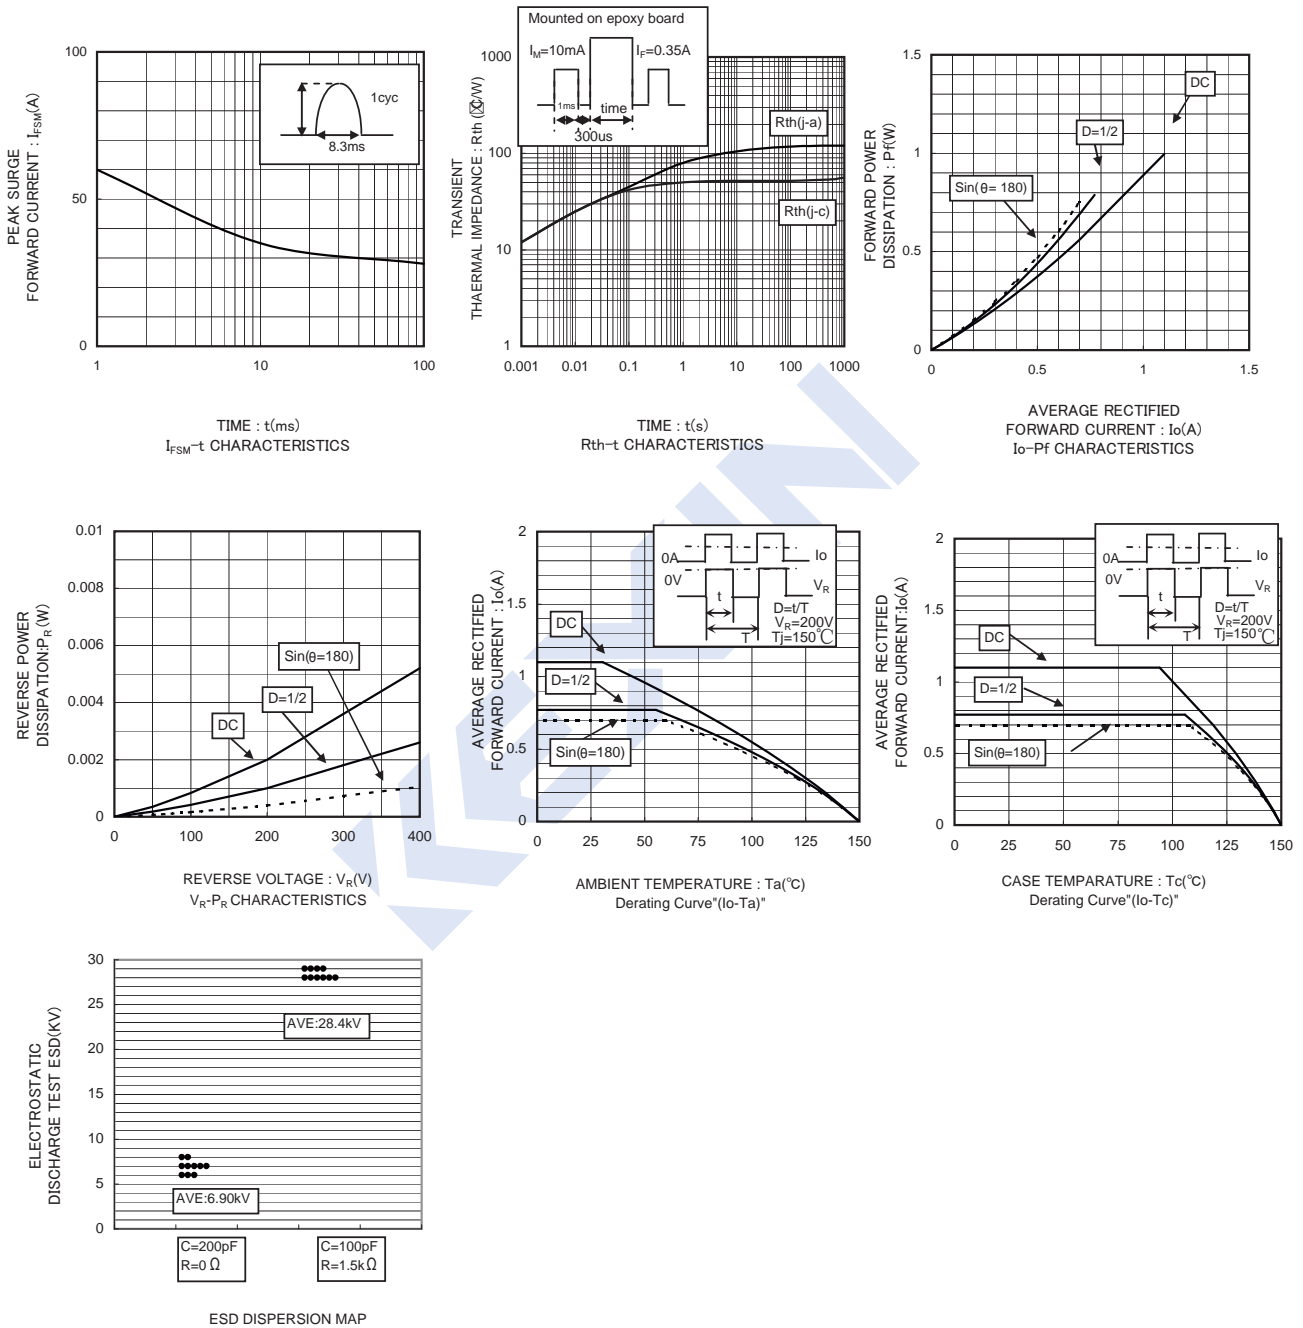 PEAK SURGE
FORWARD CURRENT : IFSM(A)
100
50
0
1
10
100
1cyc
8.3ms
TIME : t(ms)
IFSM-t CHARACTERISTICS
TRANSIENT
THAERMAL IMPEDANCE : Rth (℃/W)
1000
100
10
1
0.001
0.01
0.1
1
10
100
1000
Mounted on epoxy board
IM=10mA
IF=0.35A
1ms
time
300us
Rth(j-a)
Rth(j-c)
TIME : t(s)
Rth-t CHARACTERISTICS
FORWARD POWER
DISSIPATION : Pf(W)
1.5
1
0.5
0
0
0.5
1
1.5
DC
D=1/2
Sin(θ= 180)
AVERAGE RECTIFIED
FORWARD CURRENT : Io(A)
Io-Pf CHARACTERISTICS
REVERSE POWER
DISSIPATION:PR (W)
0.01
0.008
0.006
0.004
0.002
0
0
100
200
300
400
Sin(θ=180)
D=1/2
DC
REVERSE VOLTAGE : VR(V)
VR-PR CHARACTERISTICS
AVERAGE RECTIFIED
FORWARD CURRENT : Io(A)
2
1.5
1
0.5
0
0
25
50
75
100
125
150
0A
Io
0V
VR
t
T
D=t/T
VR=200V
Tj=150℃
DC
D=1/2
Sin(θ=180)
AMBIENT TEMPERATURE : Ta(℃)
Derating Curve"(Io-Ta)"
AVERAGE RECTIFIED
FORWARD CURRENT:Io(A)
2
1.5
1
0.5
0
0
25
50
75
100
125
150
0A
Io
0V
VR
t
T
D=t/T
VR=200V
Tj=150℃
DC
D=1/2
Sin(θ=180)
CASE TEMPARATURE : Tc(℃)
Derating Curve"(Io-Tc)"
ELECTROSTATIC
DISCHARGE TEST ESD(KV)
30
25
20
15
10
5
0
AVE:28.4kV
AVE:6.90kV
C=200pF
R=0 Ω
C=100pF
R=1.5k Ω
ESD DISPERSION MAP
KEXIN